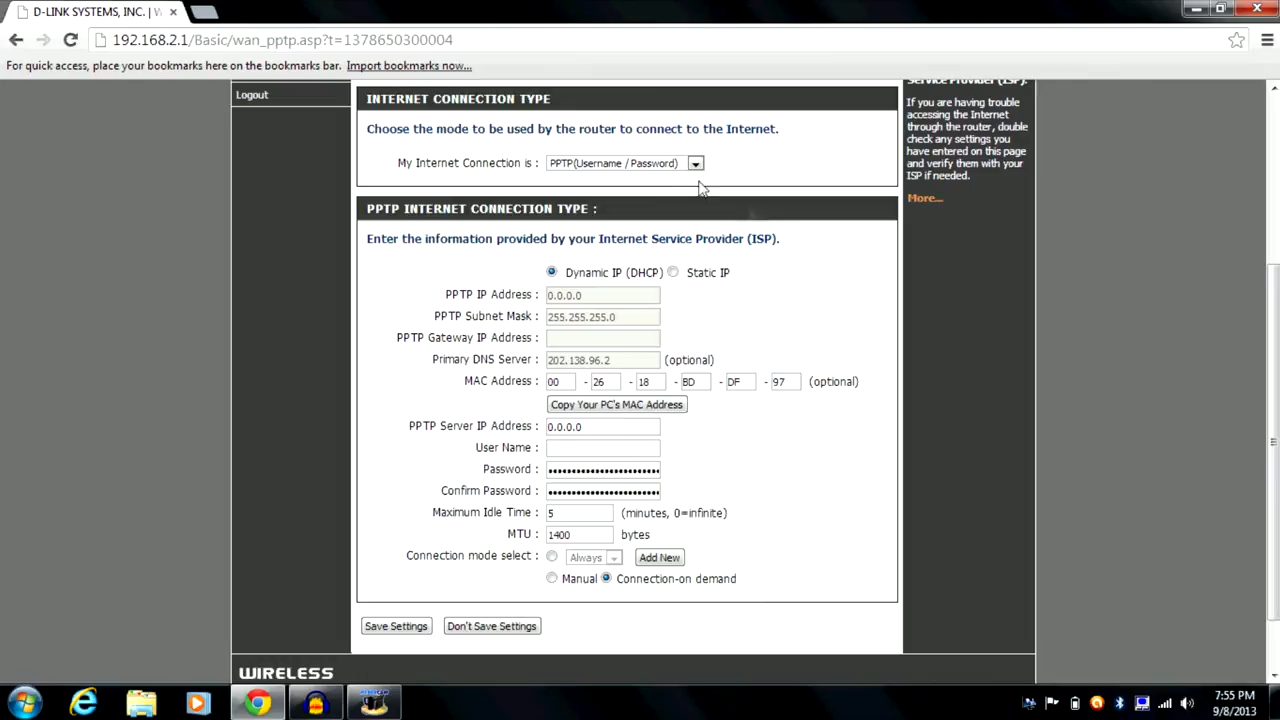 D-LINK SYSTEMS, INC. | W
192.168.2.1/Basic/wan_pptp.asp?t=1378650300004
For quick access, place your bookmarks here on the bookmarks bar. Import bookmarks now...
Logout
INTERNET CONNECTION TYPE
Choose the mode to be used by the router to connect to the Internet.
My Internet Connection is : PPTP(Username / Password)
PPTP INTERNET CONNECTION TYPE :
Enter the information provided by your Internet Service Provider (ISP).
Dynamic IP (DHCP) Static IP
PPTP IP Address : 0.0.0.0
PPTP Subnet Mask : 255.255.255.0
PPTP Gateway IP Address :
Primary DNS Server : 202.138.96.2 (optional)
MAC Address : 00 - 26 - 18 - BD - DF - 97 (optional)
Copy Your PC's MAC Address
PPTP Server IP Address : 0.0.0.0
User Name :
Password : ••••••••••••••••••••••••
Confirm Password : ••••••••••••••••••••••••
Maximum Idle Time : 5 (minutes, 0=infinite)
MTU : 1400 bytes
Connection mode select : Always Add New
Manual Connection-on demand
Save Settings Don't Save Settings
Service Provider (ISP).
If you are having trouble
accessing the Internet
through the router, double
check any settings you
have entered on this page
and verify them with your
ISP if needed.
More...
WIRELESS
7:55 PM
9/8/2013